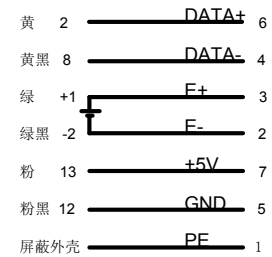 黄 2 DATA+ 6
黄黑 8 DATA- 4
绿 +1 E+ 3
绿黑 -2 E- 2
粉 13 +5V 7
粉黑 12 GND 5
屏蔽外壳 PE 1